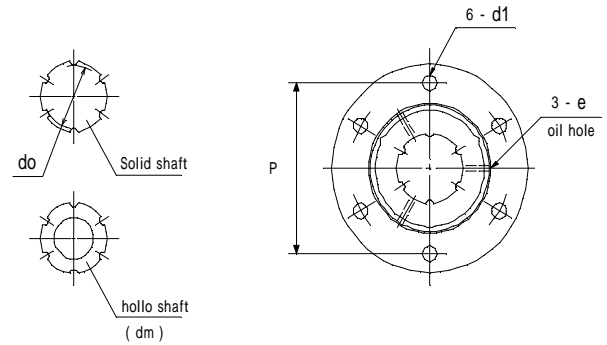 6 - d1
3 - e
oil hole
do
Solid shaft
P
hollo shaft
( dm )